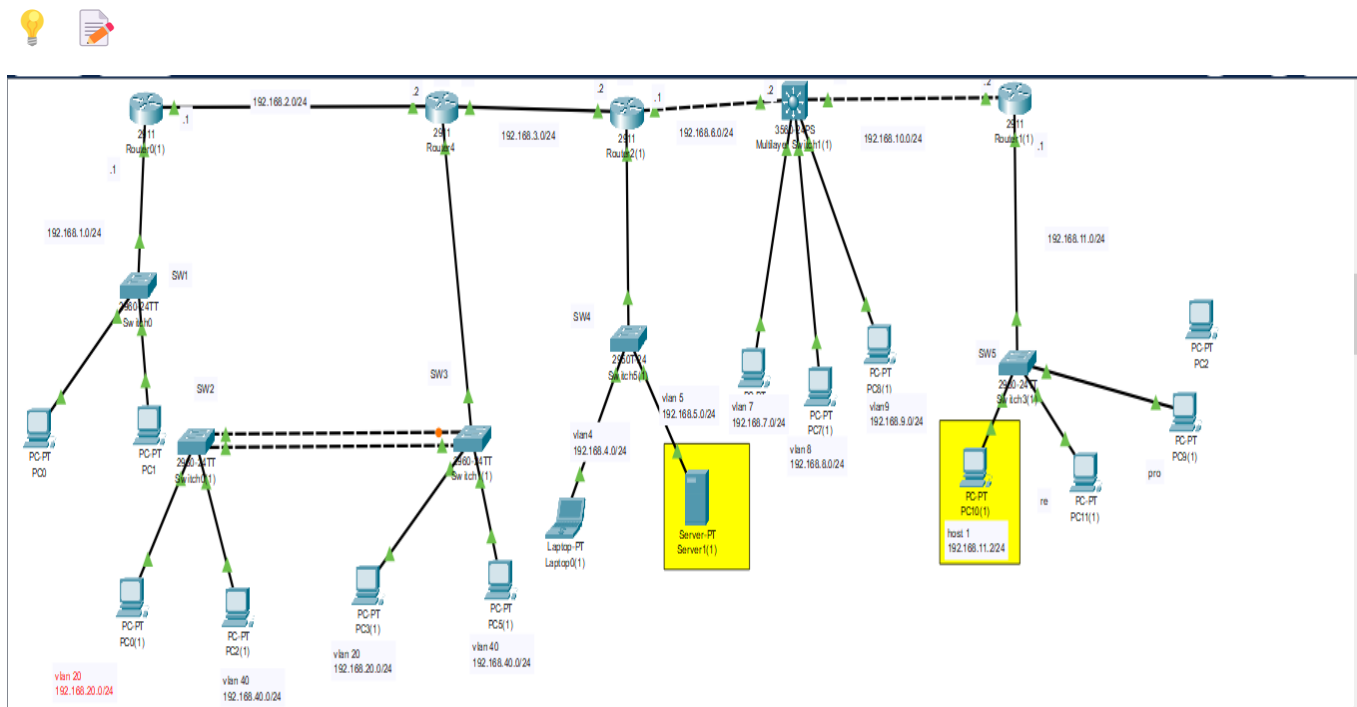 192.168.2.0/24
.2
.2
.1
.2
.2
.1
2911
Router0(1)
2911
Router4
192.168.3.0/24
2911
Router2(1)
192.168.6.0/24
3560-24PS
Multilayer Switch1(1)
192.168.10.0/24
2911
Router1(1)
.1
.1
192.168.1.0/24
192.168.11.0/24
SW1
2960-24TT
Switch0
SW4
2950T-24
Switch5(1)
SW5
2960-24TT
Switch3(1)
PC-PT
PC2
SW2
SW3
PC-PT
PC0
PC-PT
PC1
2960-24TT
2960-24TT
vlan 5
192.168.5.0/24
vlan4
192.168.4.0/24
PC-PT
vlan 7
192.168.7.0/24
PC-PT
PC7(1)
vlan 8
192.168.8.0/24
PC-PT
PC8(1)
vlan9
192.168.9.0/24
PC-PT
PC9(1)
pro
PC-PT
PC10(1)
re
PC-PT
PC11(1)
host 1
192.168.11.2/24
Laptop-PT
Laptop0(1)
Server-PT
Server1(1)
PC-PT
PC0(1)
PC-PT
PC2(1)
PC-PT
PC3(1)
PC-PT
PC5(1)
vlan 20
192.168.20.0/24
vlan 40
192.168.40.0/24
vlan 20
192.168.20.0/24
vlan 40
192.168.40.0/24